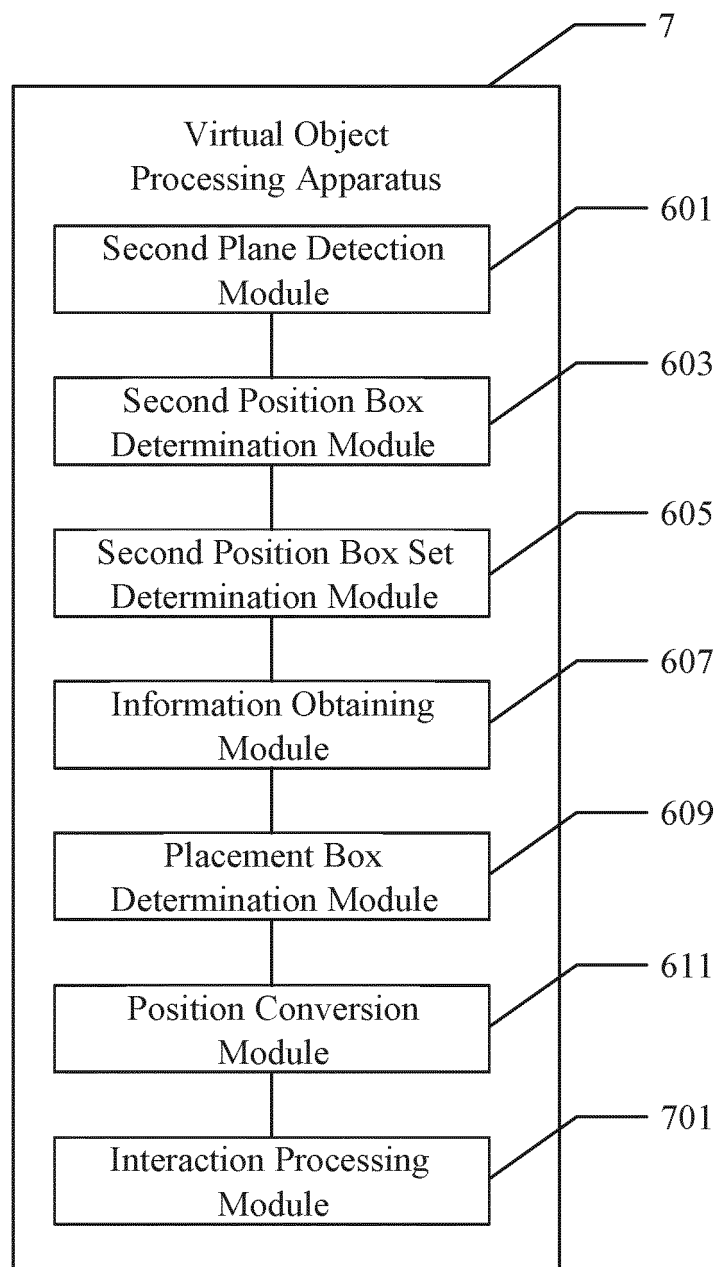 7
Virtual Object
Processing Apparatus
601
Second Plane Detection
Module
603
Second Position Box
Determination Module
605
Second Position Box Set
Determination Module
607
Information Obtaining
Module
609
Placement Box
Determination Module
611
Position Conversion
Module
701
Interaction Processing
Module